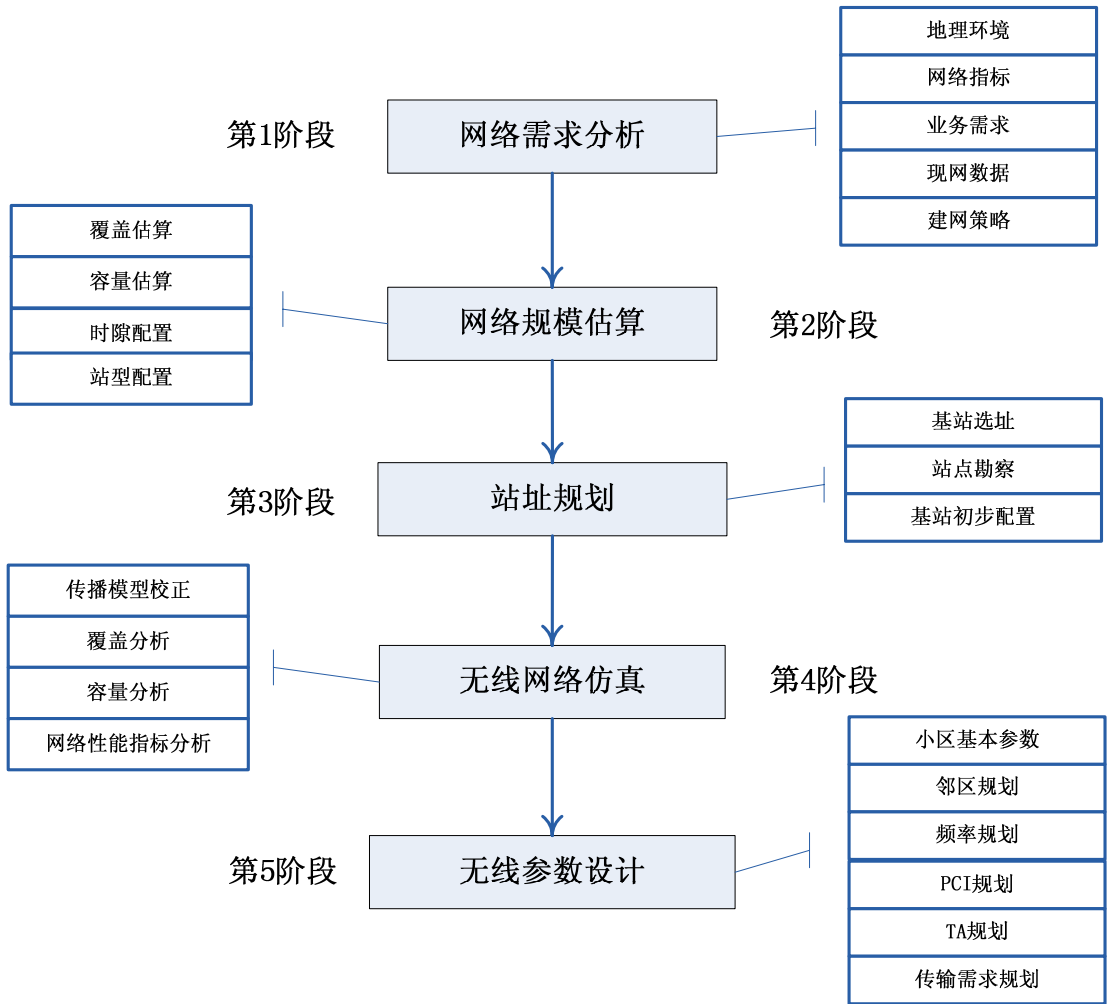 第1阶段
网络需求分析
地理环境
网络指标
业务需求
现网数据
建网策略
覆盖估算
容量估算
时隙配置
站型配置
网络规模估算
第2阶段
第3阶段
站址规划
基站选址
站点勘察
基站初步配置
传播模型校正
覆盖分析
容量分析
网络性能指标分析
无线网络仿真
第4阶段
第5阶段
无线参数设计
小区基本参数
邻区规划
频率规划
PCI规划
TA规划
传输需求规划